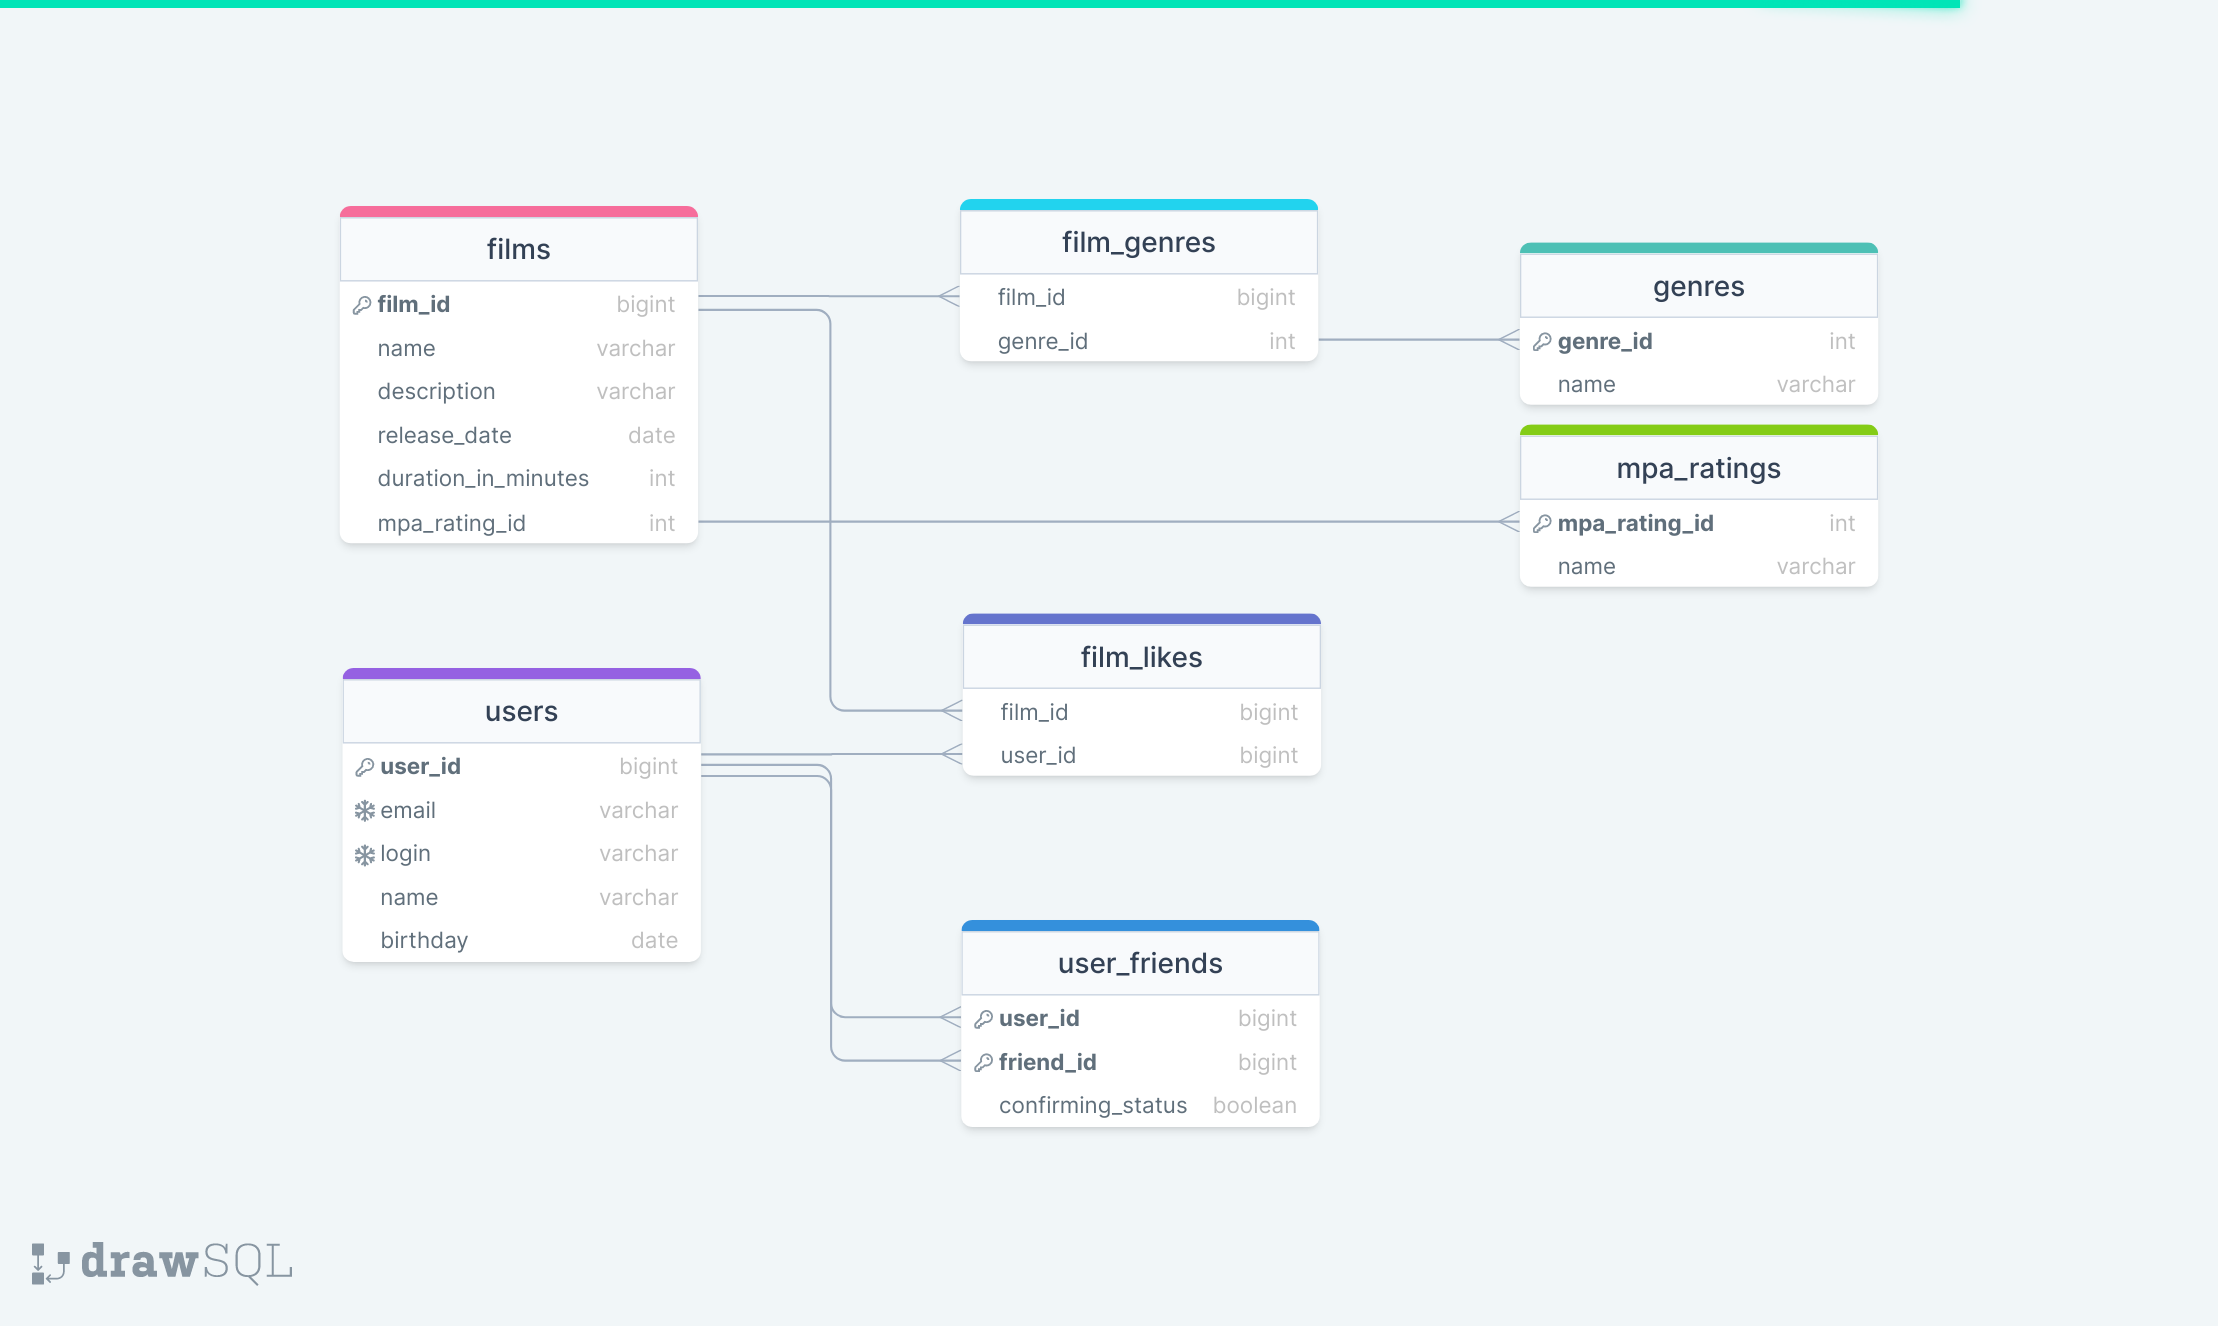 films
film_id bigint
name varchar
description varchar
release_date date
duration_in_minutes int
mpa_rating_id int
film_genres
film_id bigint
genre_id int
genres
genre_id int
name varchar
mpa_ratings
mpa_rating_id int
name varchar
film_likes
film_id bigint
user_id bigint
users
user_id bigint
email varchar
login varchar
name varchar
birthday date
user_friends
user_id bigint
friend_id bigint
confirming_status boolean
drawSQL